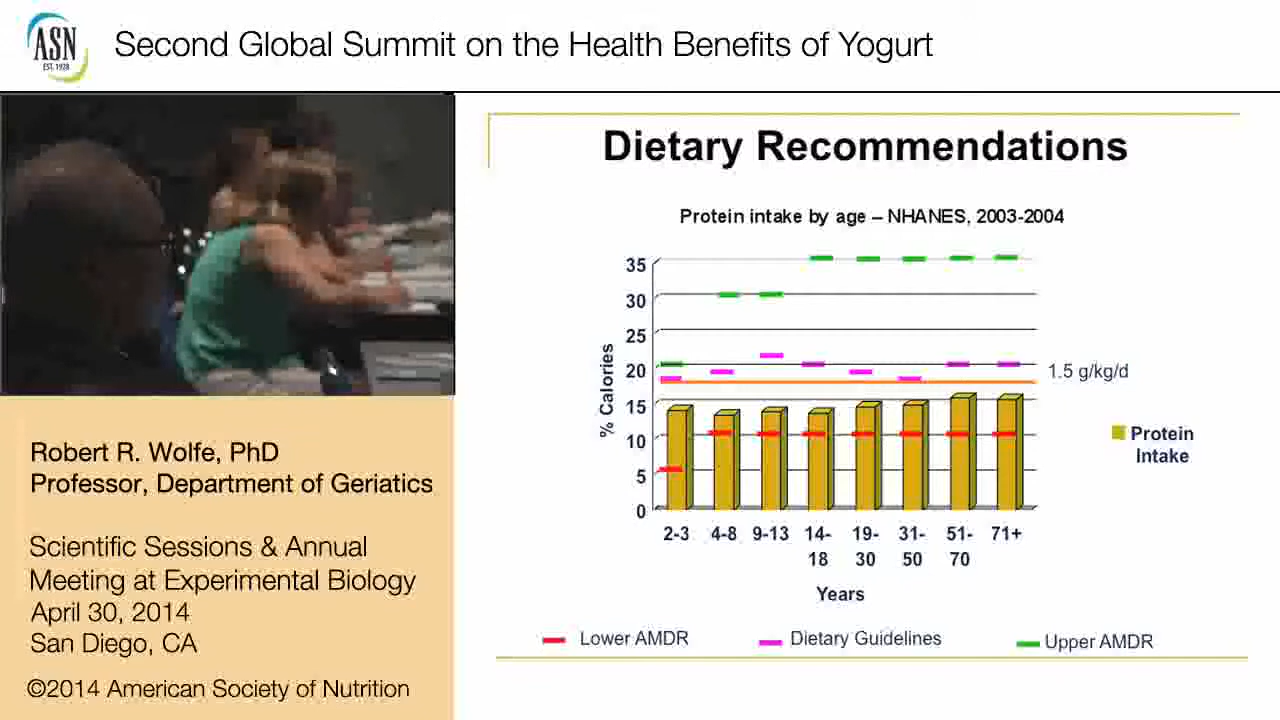 ASN
EST. 1928
Second Global Summit on the Health Benefits of Yogurt
Dietary Recommendations
Protein intake by age – NHANES, 2003-2004
35
30
25
20
15
10
5
0
% Calories
1.5 g/kg/d
Protein
Intake
2-3 4-8 9-13 14-18 19-30 31-50 51-70 71+
Years
Lower AMDR Dietary Guidelines Upper AMDR
Robert R. Wolfe, PhD
Professor, Department of Geriatics
Scientific Sessions & Annual
Meeting at Experimental Biology
April 30, 2014
San Diego, CA
©2014 American Society of Nutrition